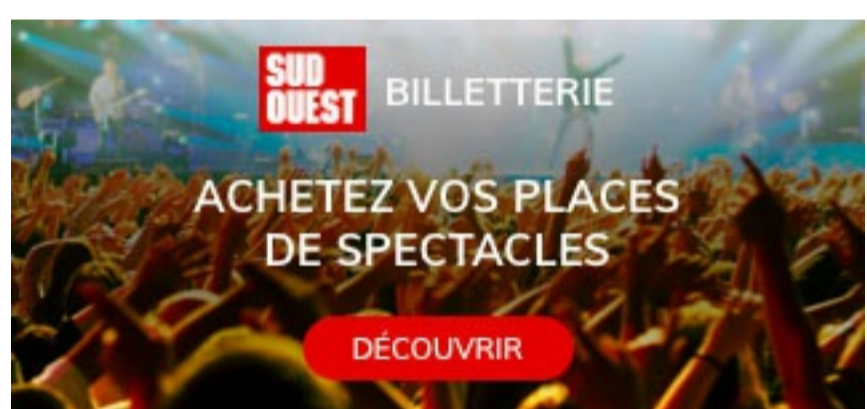 SUD
OUEST
BILLETTERIE
ACHETEZ VOS PLACES
DE SPECTACLES
DÉCOUVRIR